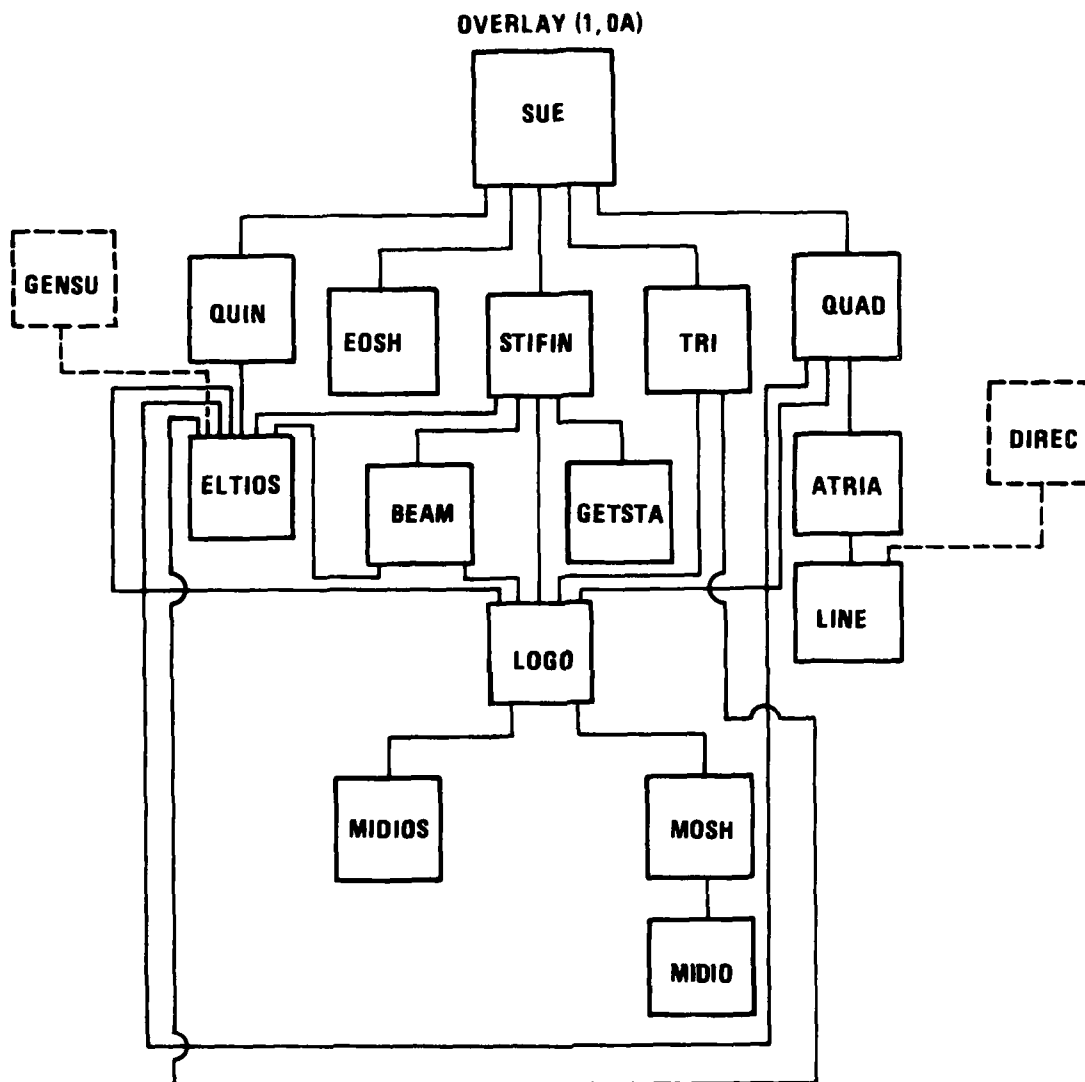 OVERLAY (1, 0A)
SUE
GENSU
QUIN
EOSH
STIFIN
TRI
QUAD
ELTIOS
BEAM
GETSTA
ATRIA
DIREC
LOGO
LINE
MIDIOS
MOSH
MIDIO